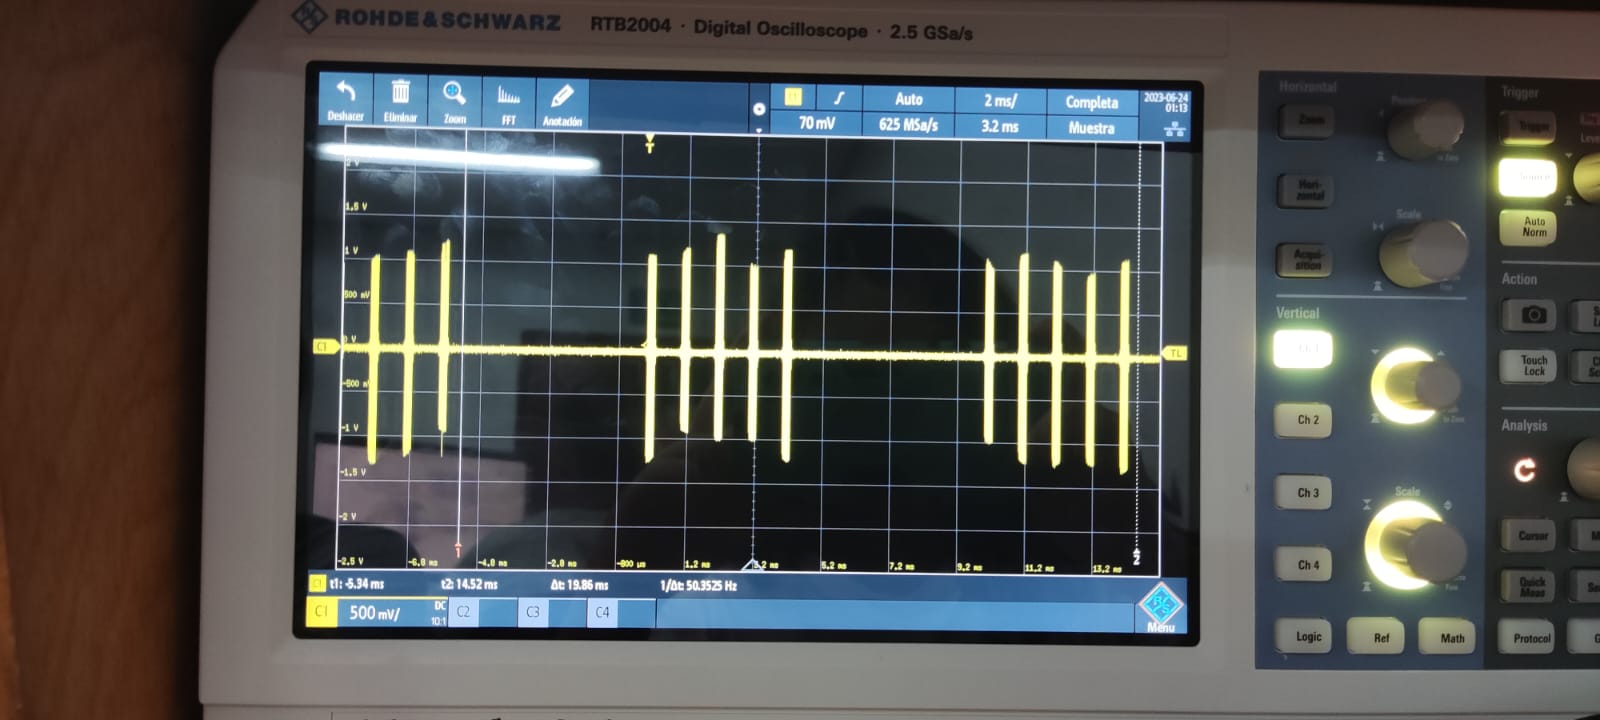 ROHDE&SCHWARZ RTB2004 · Digital Oscilloscope · 2.5 GSa/s
Deshacer Eliminar Zoom FFT Anotación
Auto 2 ms/ Completa 2023-06-24
01:13
70 mV 625 MSa/s 3.2 ms Muestra
T
1,5 V
1 V
500 mV
C1
TL
-500 mV
-1 V
-1,5 V
-2 V
1
2
-2,5 V -6,0 ms -4,0 ms -2,0 ms -800 µs 1,2 ms 3,2 ms 5,2 ms 7,2 ms 9,2 ms 11,2 ms 13,2 ms
C1 t1: -5.34 ms t2: 14.52 ms Δt: 19.86 ms 1/Δt: 50.3525 Hz
C1 500 mV/ DC
10:1
C2 C3 C4
Menu
Horizontal
Zoom
Position
Horizontal
Scale
Acquisition
Vertical
Ch 2
Ch 3
Scale
Ch 4
Logic Ref Math
Trigger
Trigger
Source
Auto
Norm
Action
Touch
Lock
Analysis
Cursor
Quick
Meas
Protocol